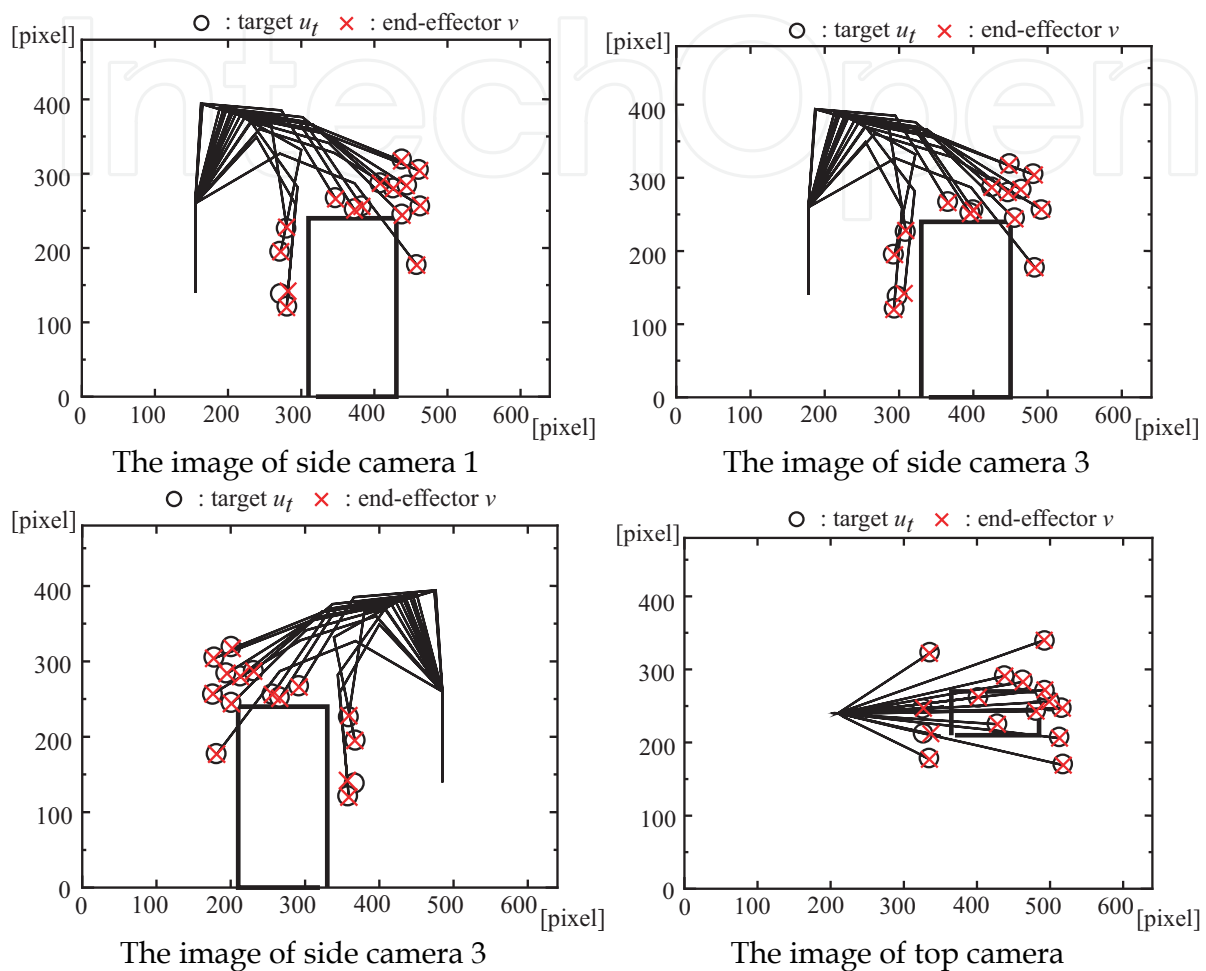 IntechOpen
○ : target u_t × : end-effector v
[pixel]
400
300
200
100
0
0 100 200 300 400 500 600
[pixel]
The image of side camera 1
○ : target u_t × : end-effector v
[pixel]
400
300
200
100
0
0 100 200 300 400 500 600
[pixel]
The image of side camera 3
○ : target u_t × : end-effector v
[pixel]
400
300
200
100
0
0 100 200 300 400 500 600
[pixel]
The image of side camera 3
○ : target u_t × : end-effector v
[pixel]
400
300
200
100
0
0 100 200 300 400 500 600
[pixel]
The image of top camera